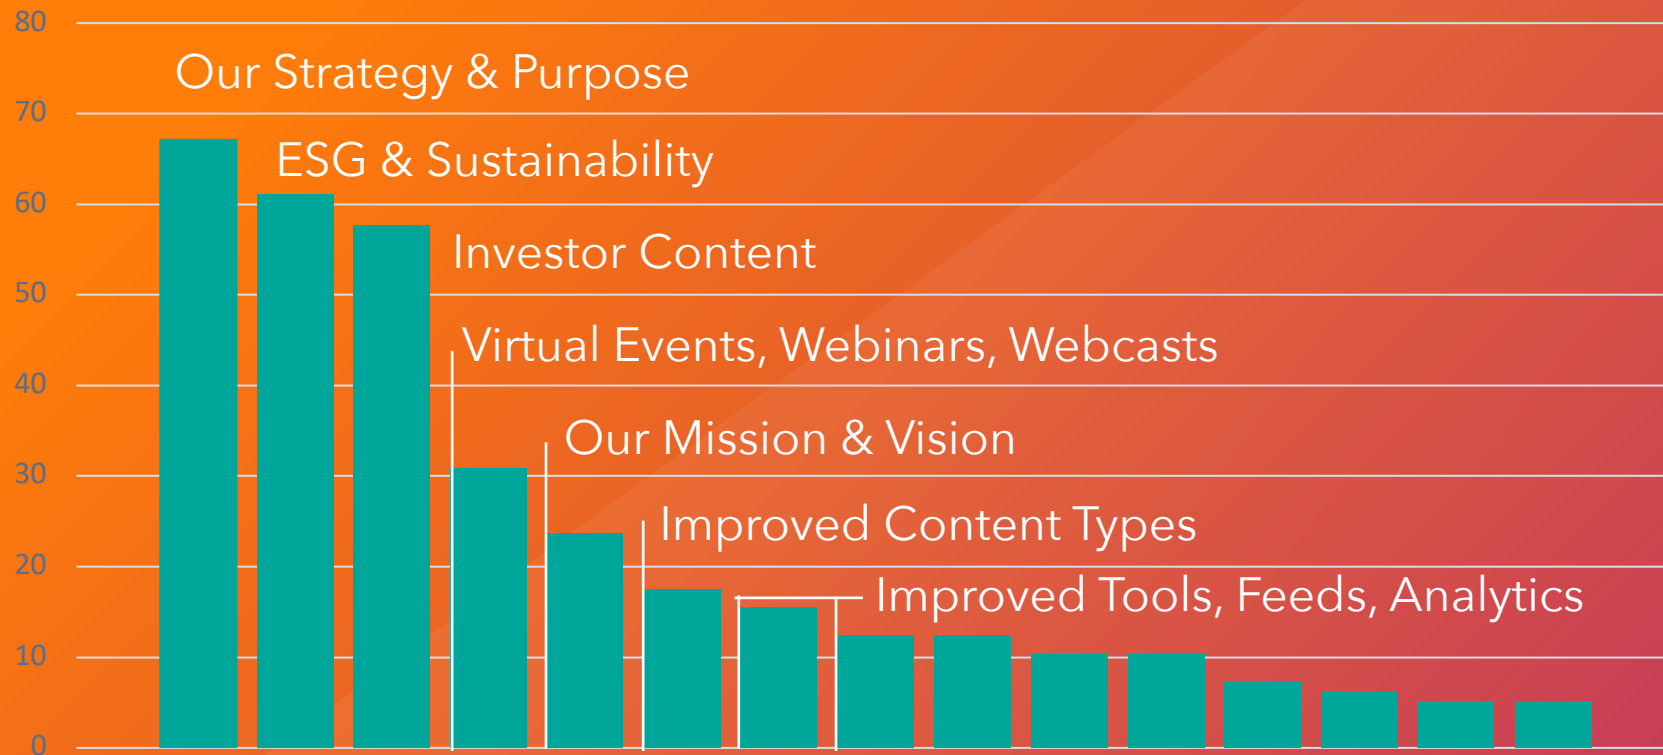 80
Our Strategy & Purpose
70
ESG & Sustainability
60
Investor Content
50
Virtual Events, Webinars, Webcasts
40
Our Mission & Vision
30
Improved Content Types
20
Improved Tools, Feeds, Analytics
10
0